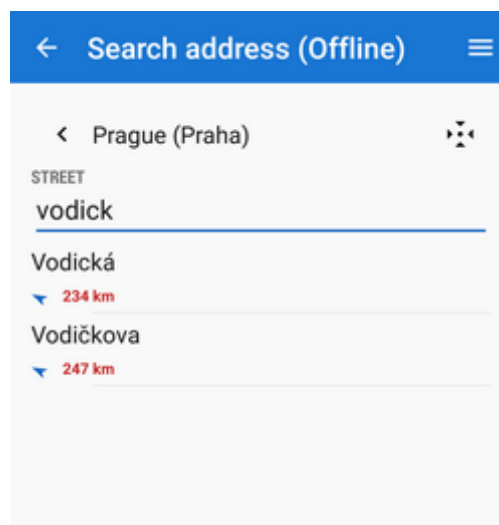 Search address (Offline)
Prague (Praha)
STREET
vodick
Vodická
234 km
Vodičkova
247 km